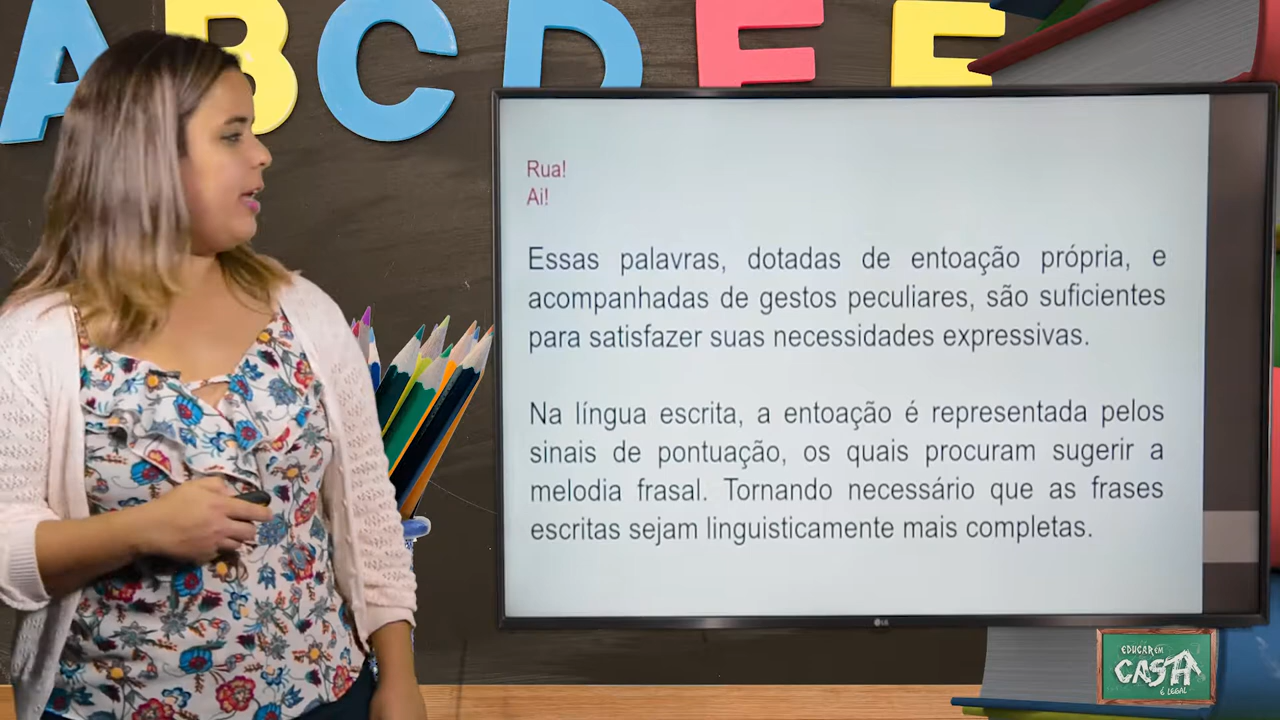 A B C D E E
Rua!
Ai!
Essas palavras, dotadas de entoação própria, e
acompanhadas de gestos peculiares, são suficientes
para satisfazer suas necessidades expressivas.
Na língua escrita, a entoação é representada pelos
sinais de pontuação, os quais procuram sugerir a
melodia frasal. Tornando necessário que as frases
escritas sejam linguisticamente mais completas.
LG
EDUCAR EM
CASA
É LEGAL